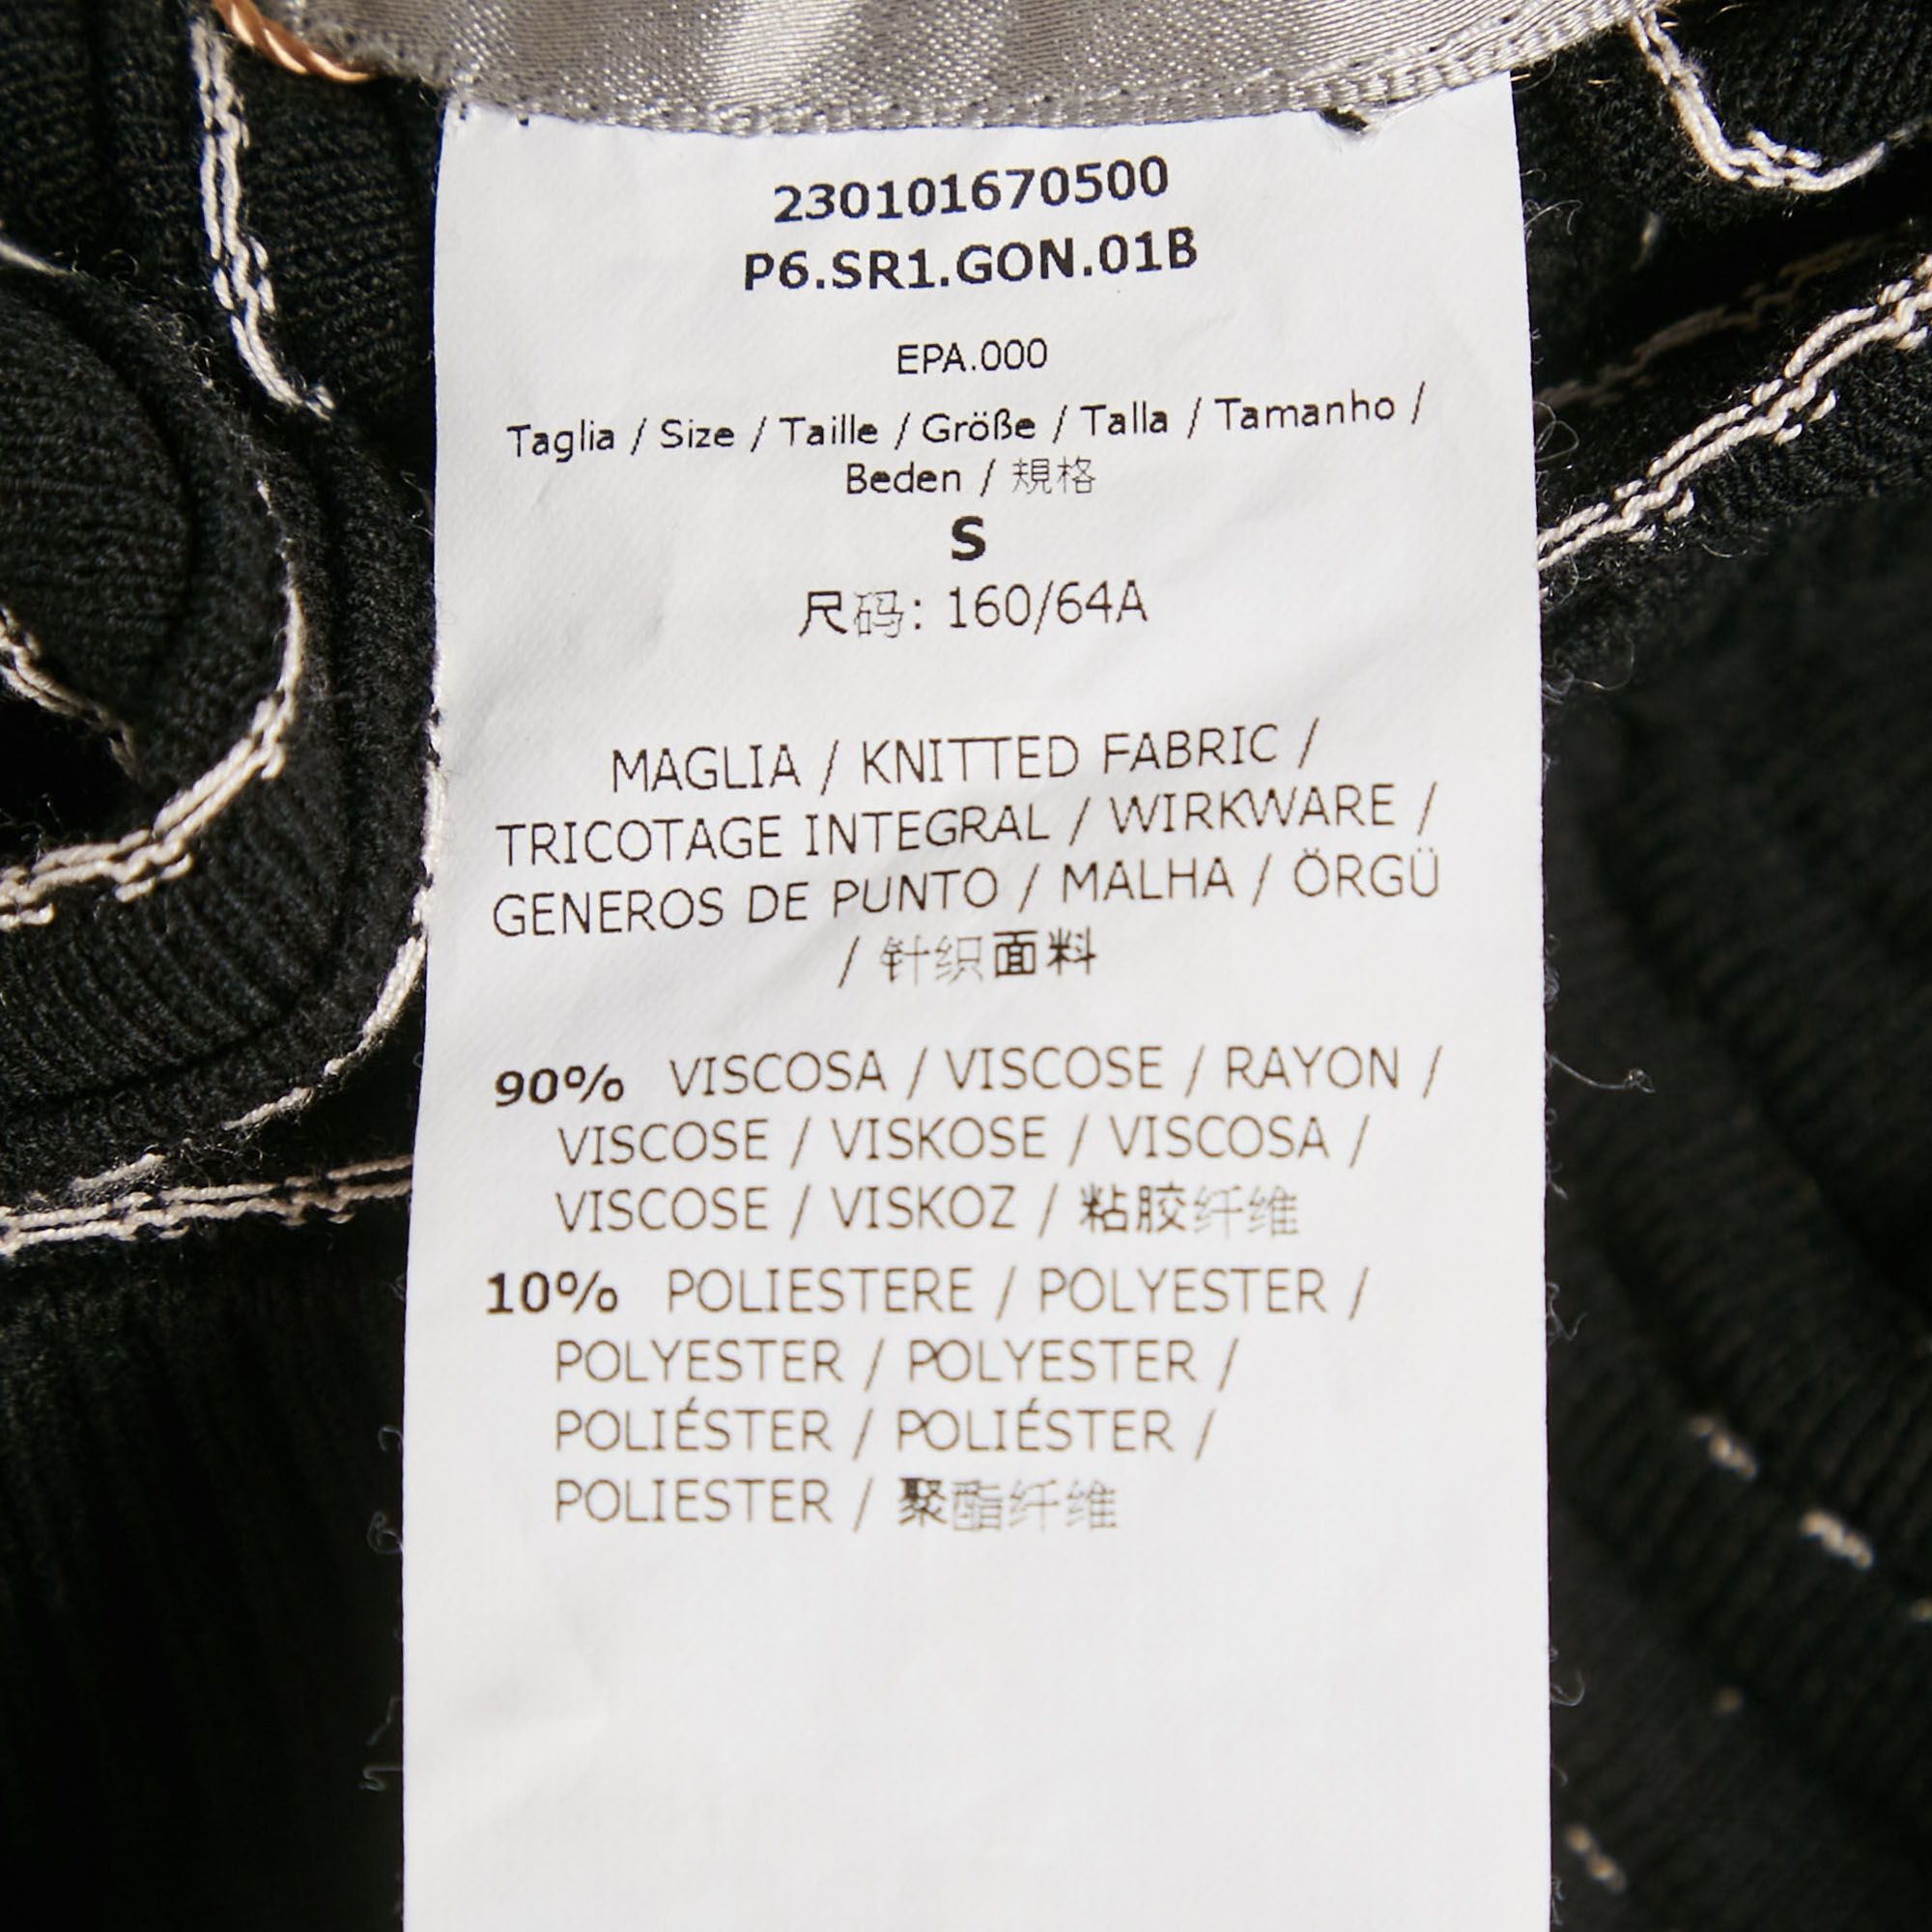 230101670500
P6.SR1.GON.01B
EPA.000
Taglia / Size / Taille / Größe / Talla / Tamanho /
Beden / 規格
S
尺码: 160/64A
MAGLIA / KNITTED FABRIC /
TRICOTAGE INTEGRAL / WIRKWARE /
GENEROS DE PUNTO / MALHA / ÖRGÜ
/ 针织面料
90% VISCOSA / VISCOSE / RAYON /
VISCOSE / VISKOSE / VISCOSA /
VISCOSE / VISKOZ / 粘胶纤维
10% POLIESTERE / POLYESTER /
POLYESTER / POLYESTER /
POLIÉSTER / POLIÉSTER /
POLIESTER / 聚酯纤维